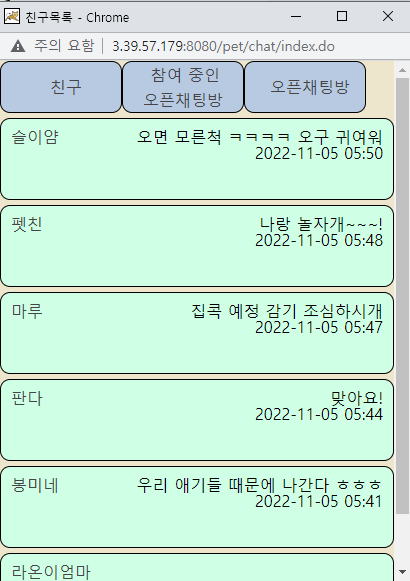 친구목록 - Chrome
주의 요함 | 3.39.57.179:8080/pet/chat/index.do
친구
참여 중인
오픈채팅방
오픈채팅방
슬이얌 오면 모른척 ㅋㅋㅋㅋ 오구 귀여워
2022-11-05 05:50
펫친 나랑 놀자개~~~!
2022-11-05 05:48
마루 집콕 예정 감기 조심하시개
2022-11-05 05:47
판다 맞아요!
2022-11-05 05:44
봉미네 우리 애기들 때문에 나간다 ㅎㅎㅎ
2022-11-05 05:41
라온이엄마